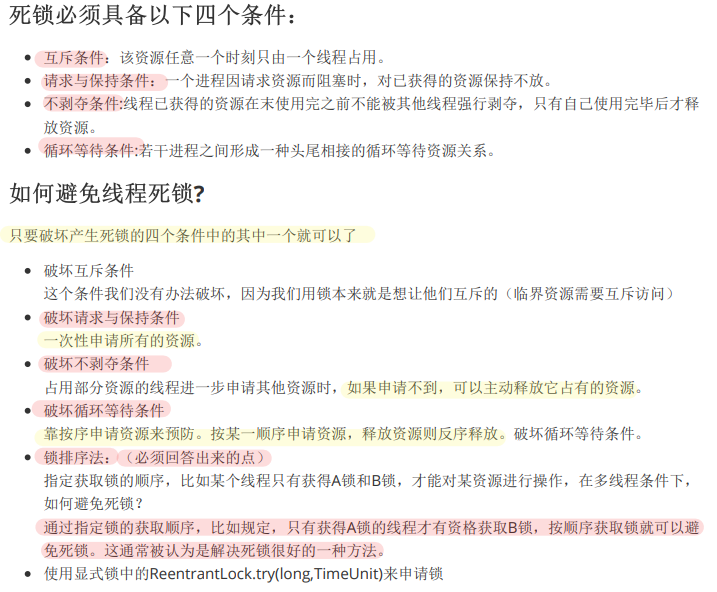 死锁必须具备以下四个条件：
互斥条件：该资源任意一个时刻只由一个线程占用。
请求与保持条件：一个进程因请求资源而阻塞时，对已获得的资源保持不放。
不剥夺条件:线程已获得的资源在末使用完之前不能被其他线程强行剥夺，只有自己使用完毕后才释
放资源。
循环等待条件:若干进程之间形成一种头尾相接的循环等待资源关系。
如何避免线程死锁?
只要破坏产生死锁的四个条件中的其中一个就可以了
破坏互斥条件
这个条件我们没有办法破坏，因为我们用锁本来就是想让他们互斥的（临界资源需要互斥访问）
破坏请求与保持条件
一次性申请所有的资源。
破坏不剥夺条件
占用部分资源的线程进一步申请其他资源时，如果申请不到，可以主动释放它占有的资源。
破坏循环等待条件
靠按序申请资源来预防。按某一顺序申请资源，释放资源则反序释放。破坏循环等待条件。
锁排序法：（必须回答出来的点）
指定获取锁的顺序，比如某个线程只有获得A锁和B锁，才能对某资源进行操作，在多线程条件下，
如何避免死锁？
通过指定锁的获取顺序，比如规定，只有获得A锁的线程才有资格获取B锁，按顺序获取锁就可以避
免死锁。这通常被认为是解决死锁很好的一种方法。
使用显式锁中的ReentrantLock.try(long,TimeUnit)来申请锁